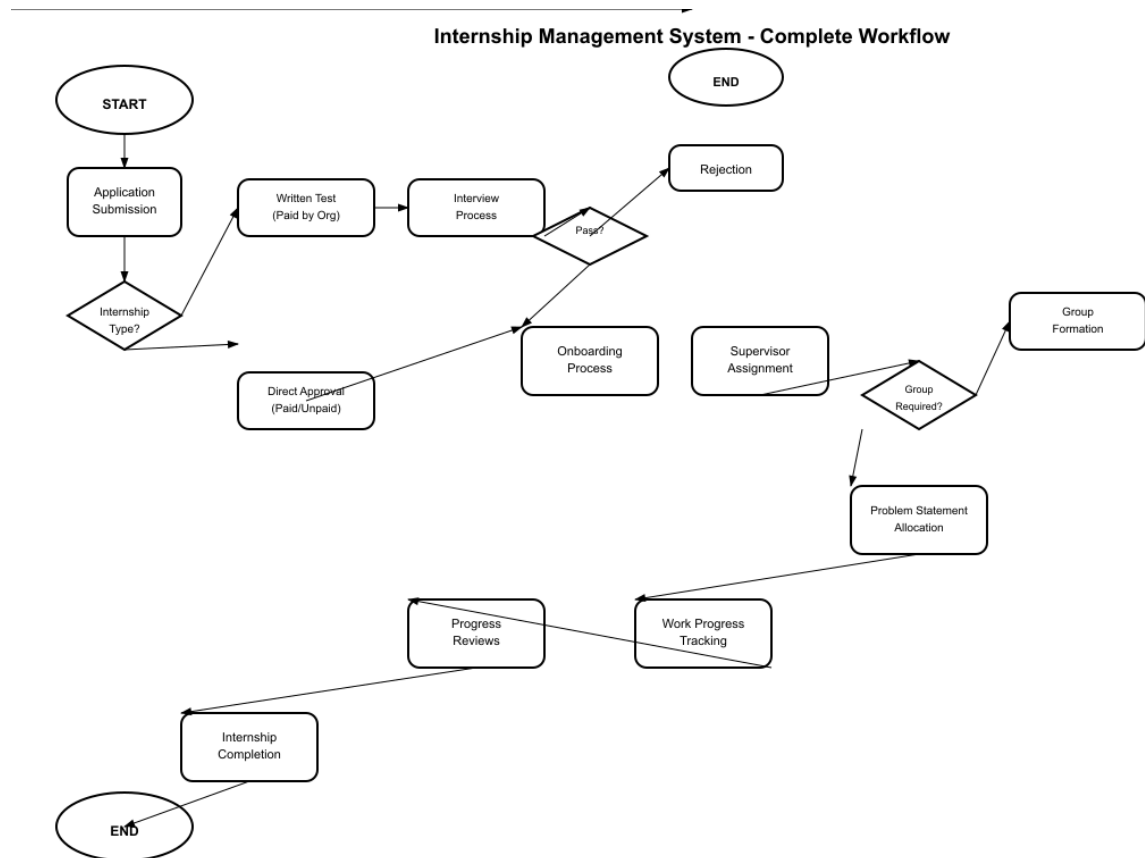 Internship Management System - Complete Workflow
START
END
Application
Submission
Written Test
(Paid by Org)
Interview
Process
Rejection
Pass?
Internship
Type?
Group
Formation
Onboarding
Process
Supervisor
Assignment
Direct Approval
(Paid/Unpaid)
Group
Required?
Problem Statement
Allocation
Progress
Reviews
Work Progress
Tracking
Internship
Completion
END